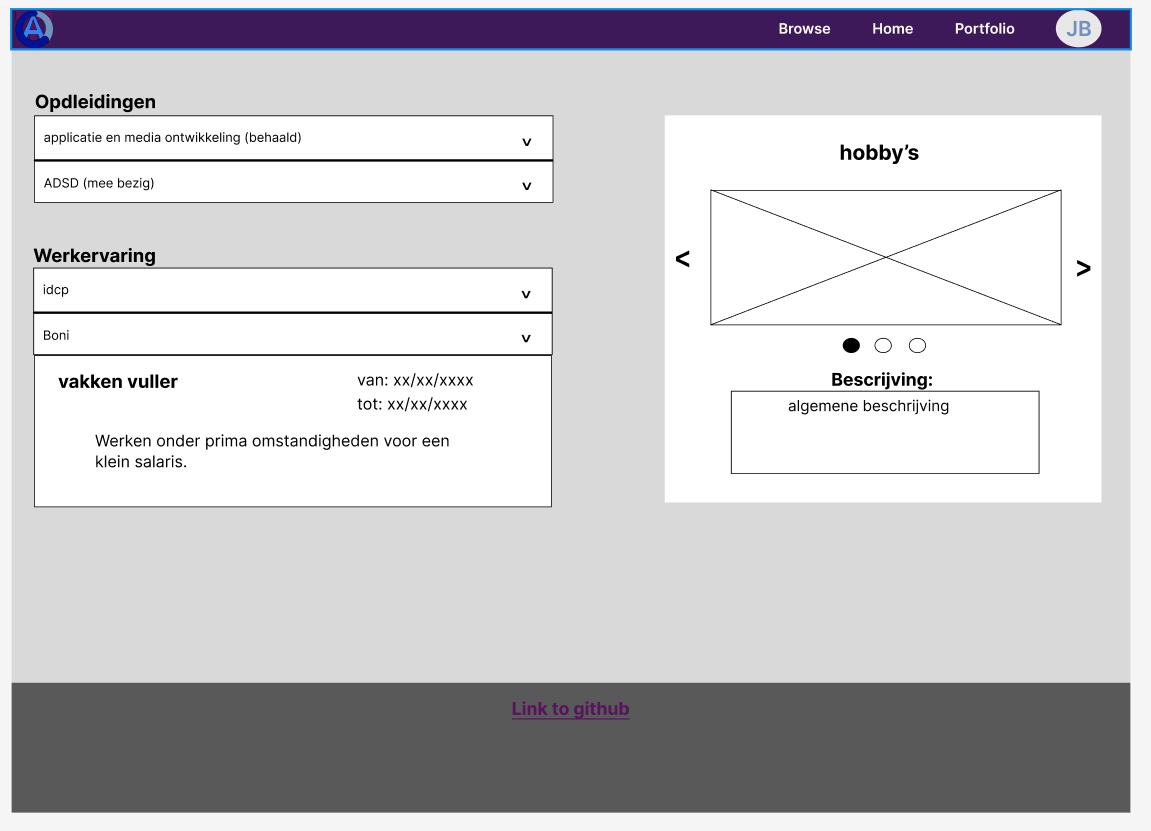 A
Browse
Home
Portfolio
JB
Opdleidingen
applicatie en media ontwikkeling (behaald)
v
ADSD (mee bezig)
v
Werkervaring
idcp
v
Boni
v
vakken vuller
van: xx/xx/xxxx
tot: xx/xx/xxxx
Werken onder prima omstandigheden voor een
klein salaris.
hobby’s
<
>
Bescrijving:
algemene beschrijving
Link to github